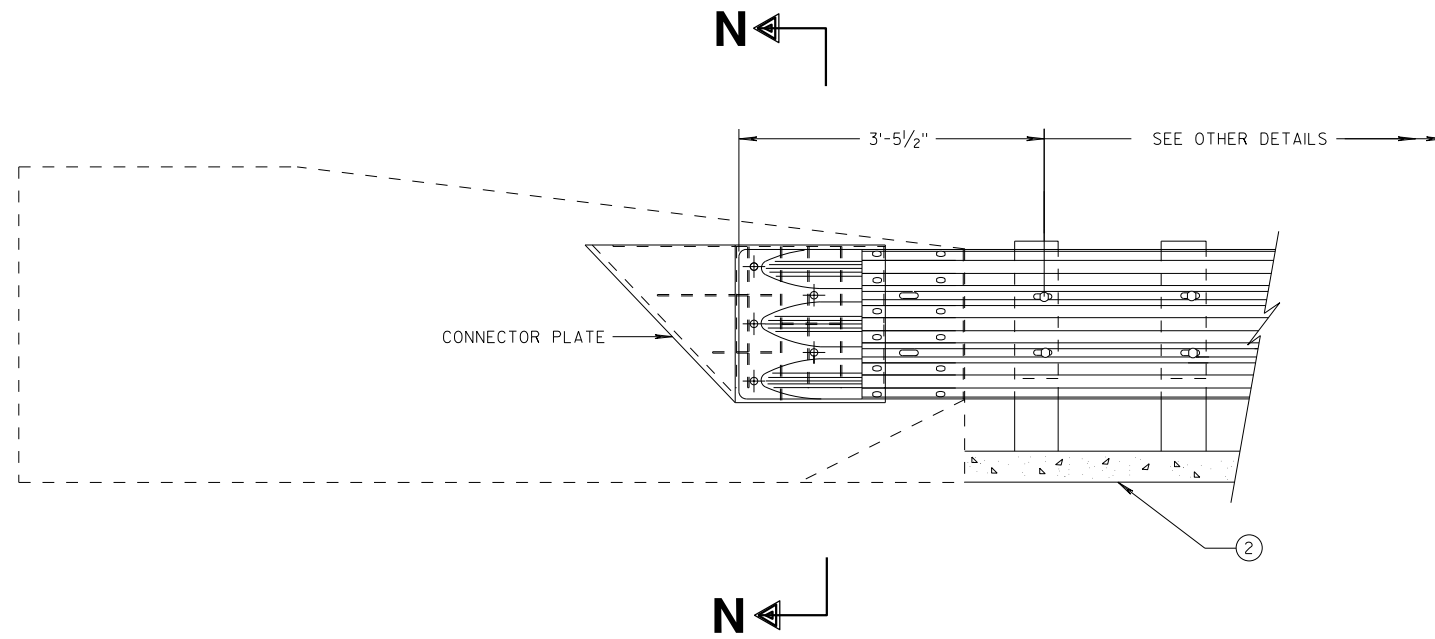 N
3'-5½"
SEE OTHER DETAILS
CONNECTOR PLATE
2
N